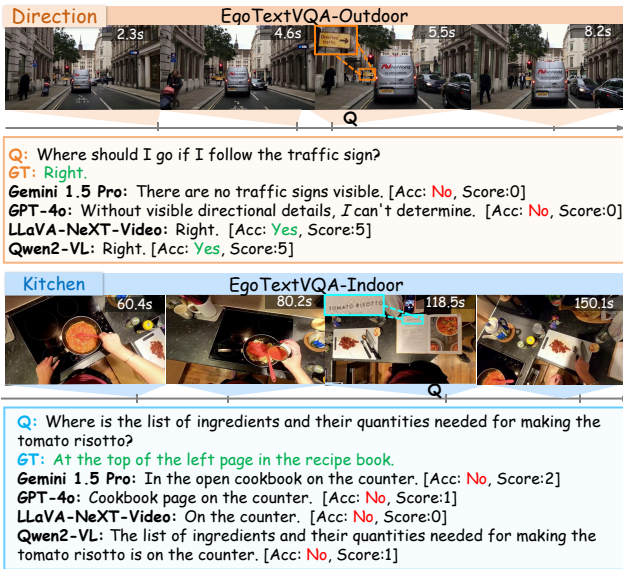 Direction
EgoTextVQA-Outdoor
2.3s
4.6s
5.5s
8.2s
Q
Q: Where should I go if I follow the traffic sign?
GT: Right.
Gemini 1.5 Pro: There are no traffic signs visible. [Acc: No, Score:0]
GPT-4o: Without visible directional details, I can't determine. [Acc: No, Score:0]
LLaVA-NeXT-Video: Right. [Acc: Yes, Score:5]
Qwen2-VL: Right. [Acc: Yes, Score:5]
Kitchen
EgoTextVQA-Indoor
60.4s
80.2s
TOMATO RISOTTO
118.5s
150.1s
Q
Q: Where is the list of ingredients and their quantities needed for making the
tomato risotto?
GT: At the top of the left page in the recipe book.
Gemini 1.5 Pro: In the open cookbook on the counter. [Acc: No, Score:2]
GPT-4o: Cookbook page on the counter. [Acc: No, Score:1]
LLaVA-NeXT-Video: On the counter. [Acc: No, Score:0]
Qwen2-VL: The list of ingredients and their quantities needed for making the
tomato risotto is on the counter. [Acc: No, Score:1]